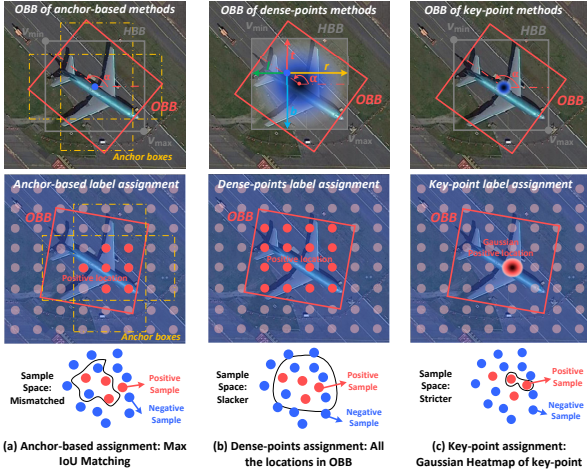 OBB of anchor-based methods
v_min
HBB
α
OBB
v_max
Anchor boxes
OBB of dense-points methods
r
α
OBB of key-point methods
v_min
HBB
OBB
v_max
Anchor-based label assignment
OBB
Positive location
Anchor boxes
Dense-points label assignment
OBB
Positive location
Key-point label assignment
OBB
Gaussian
Positive location
Sample
Space:
Mismatched
Positive
Sample
Negative
Sample
Sample
Space:
Slacker
Positive
Sample
Negative
Sample
Sample
Space:
Stricter
Positive
Sample
Negative
Sample
(a) Anchor-based assignment: Max
IoU Matching
(b) Dense-points assignment: All
the locations in OBB
(c) Key-point assignment:
Gaussian Heatmap of key-point